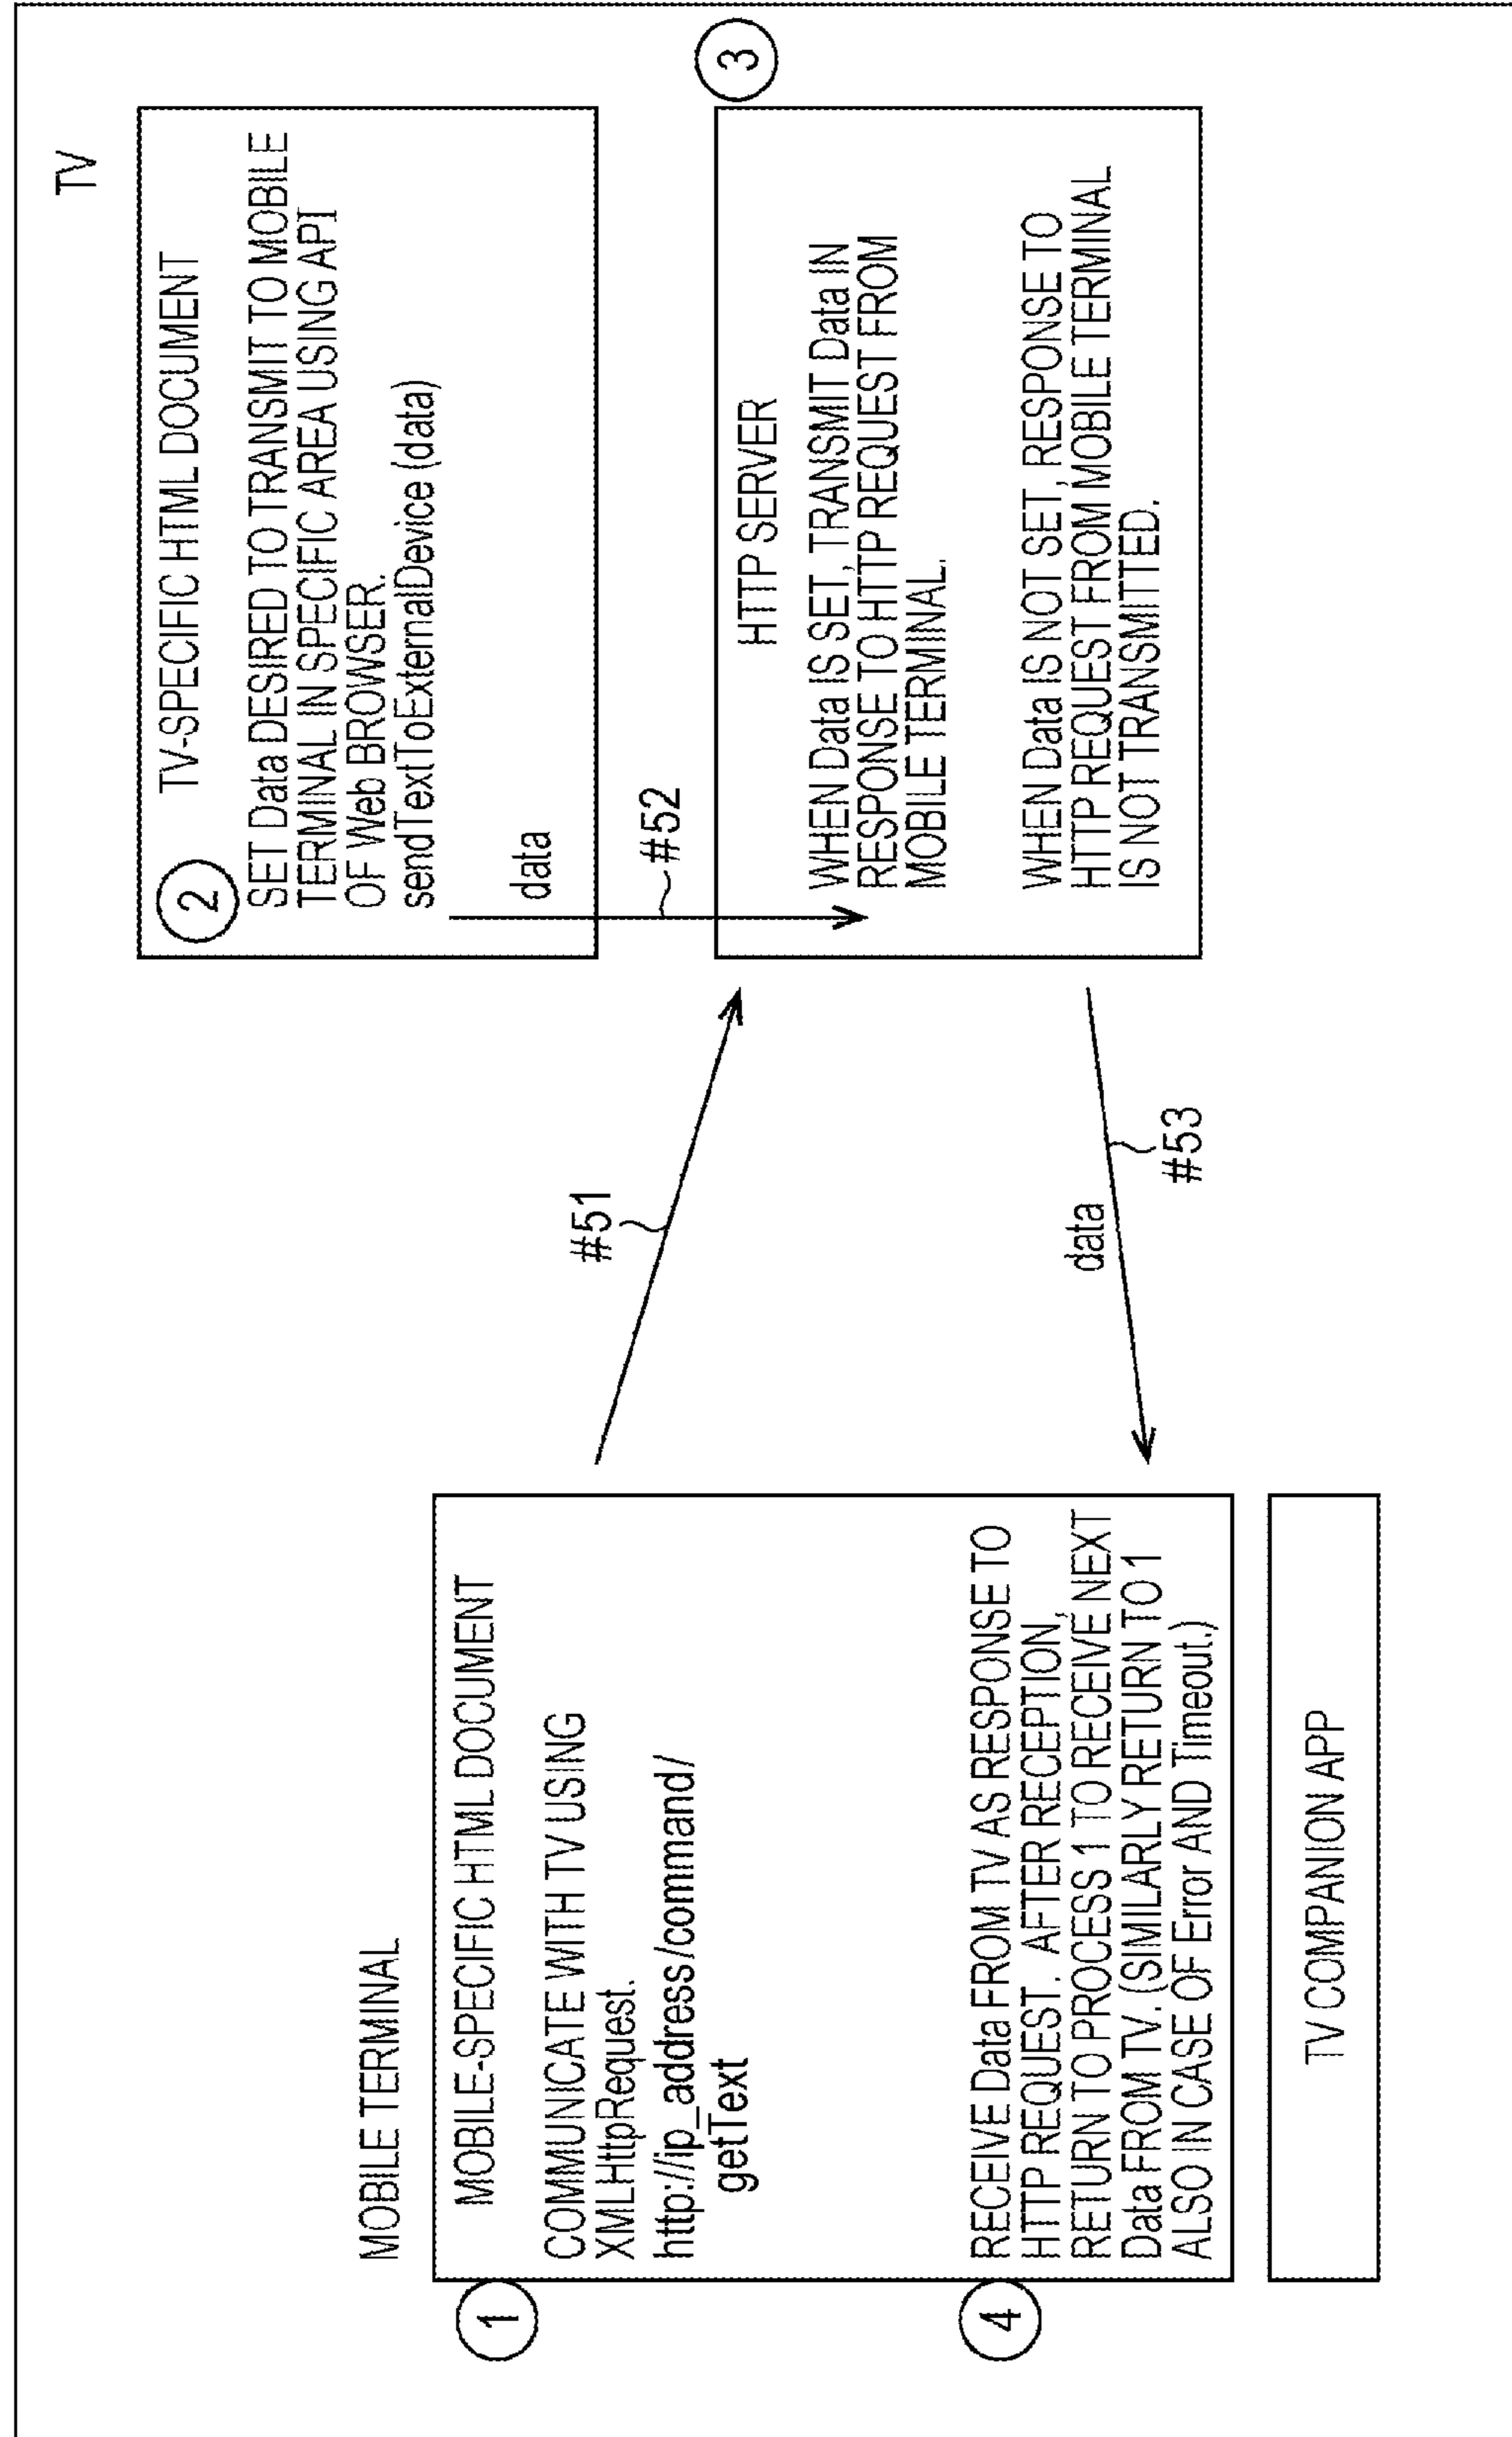 MOBILE TERMINAL
①
MOBILE-SPECIFIC HTML DOCUMENT
COMMUNICATE WITH TV USING
XMLHttpRequest.
http://ip_address/command/
getText
④
RECEIVE Data FROM TV AS RESPONSE TO
HTTP REQUEST. AFTER RECEPTION,
RETURN TO PROCESS 1 TO RECEIVE NEXT
Data FROM TV. (SIMILARLY RETURN TO 1
ALSO IN CASE OF Error AND Timeout.)
TV COMPANION APP
#51
data
#53
TV
TV-SPECIFIC HTML DOCUMENT
②
SET Data DESIRED TO TRANSMIT TO MOBILE
TERMINAL IN SPECIFIC AREA USING API
OF Web BROWSER.
sendTextToExternalDevice (data)
data
#52
③
HTTP SERVER
WHEN Data IS SET, TRANSMIT Data IN
RESPONSE TO HTTP REQUEST FROM
MOBILE TERMINAL.
WHEN Data IS NOT SET, RESPONSE TO
HTTP REQUEST FROM MOBILE TERMINAL
IS NOT TRANSMITTED.